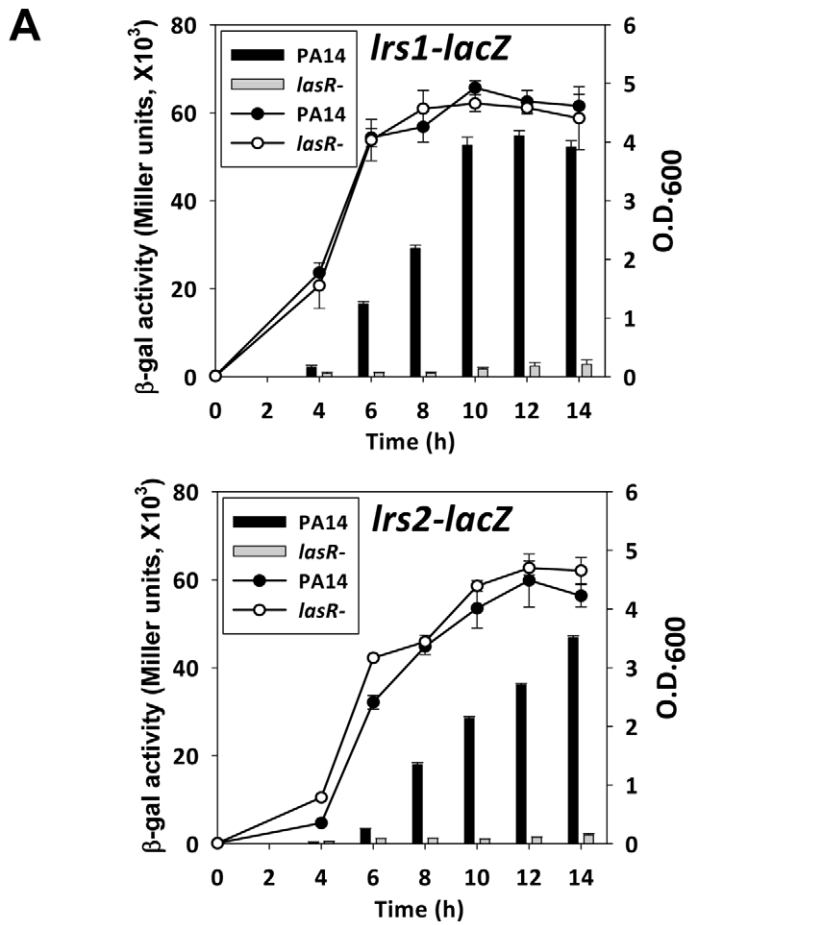 A
lrs1-lacZ
PA14
lasR-
PA14
lasR-
β-gal activity (Miller units, X10³)
80
60
40
20
0
O.D.600
6
5
4
3
2
1
0
0 2 4 6 8 10 12 14
Time (h)
lrs2-lacZ
PA14
lasR-
PA14
lasR-
β-gal activity (Miller units, X10³)
80
60
40
20
0
O.D.600
6
5
4
3
2
1
0
0 2 4 6 8 10 12 14
Time (h)